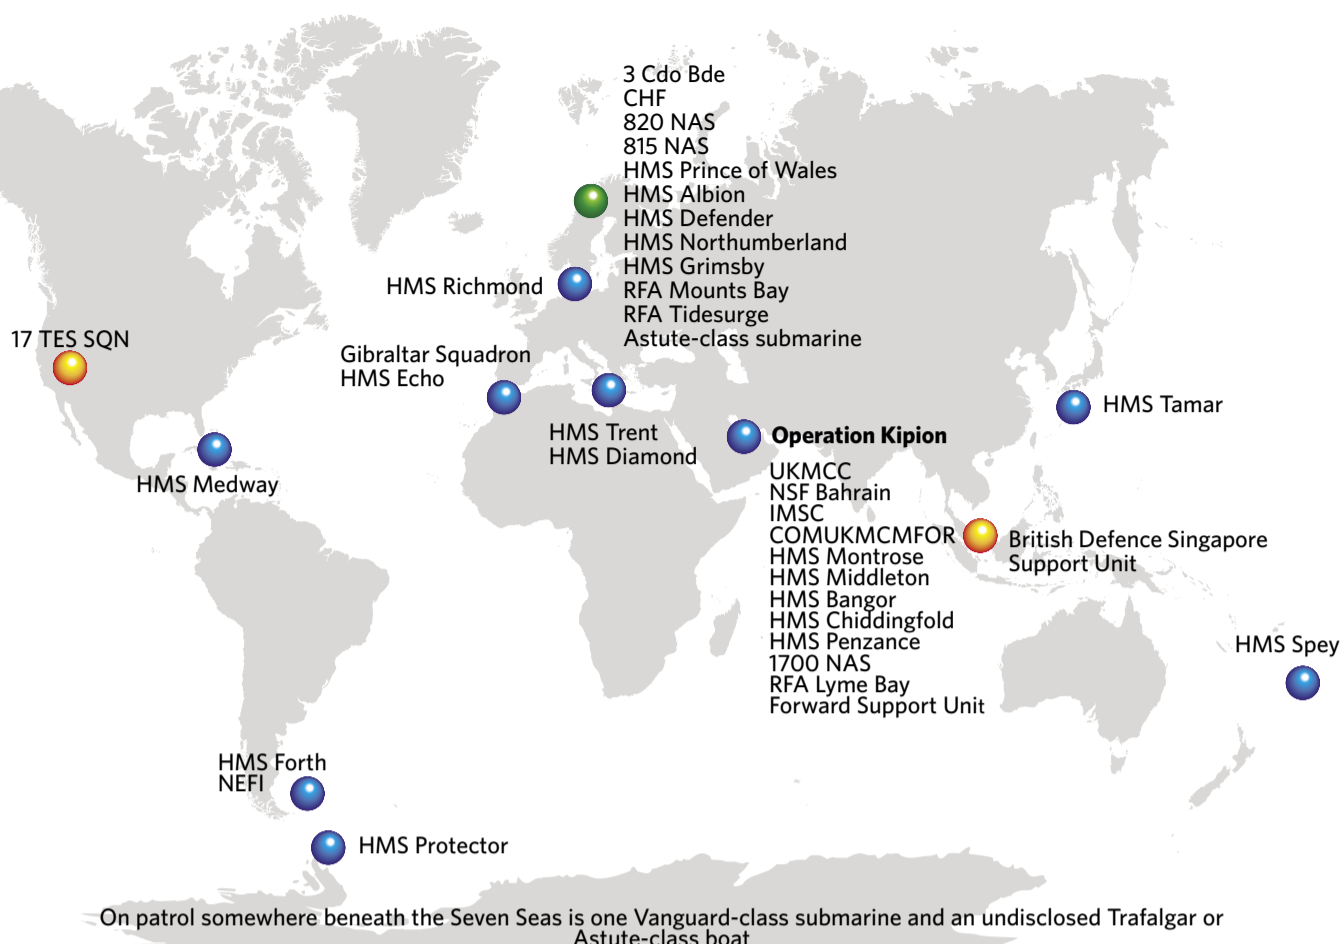 3 Cdo Bde
CHF
820 NAS
815 NAS
HMS Prince of Wales
HMS Albion
HMS Defender
HMS Northumberland
HMS Grimsby
RFA Mounts Bay
RFA Tidesurge
Astute-class submarine
HMS Richmond
17 TES SQN
Gibraltar Squadron
HMS Echo
HMS Trent
HMS Diamond
HMS Tamar
HMS Medway
Operation Kipion
UKMCC
NSF Bahrain
IMSC
COMUKMCMFOR
HMS Montrose
HMS Middleton
HMS Bangor
HMS Chiddingfold
HMS Penzance
1700 NAS
RFA Lyme Bay
Forward Support Unit
British Defence Singapore
Support Unit
HMS Spey
HMS Forth
NEFI
HMS Protector
On patrol somewhere beneath the Seven Seas is one Vanguard-class submarine and an undisclosed Trafalgar or
Astute-class boat